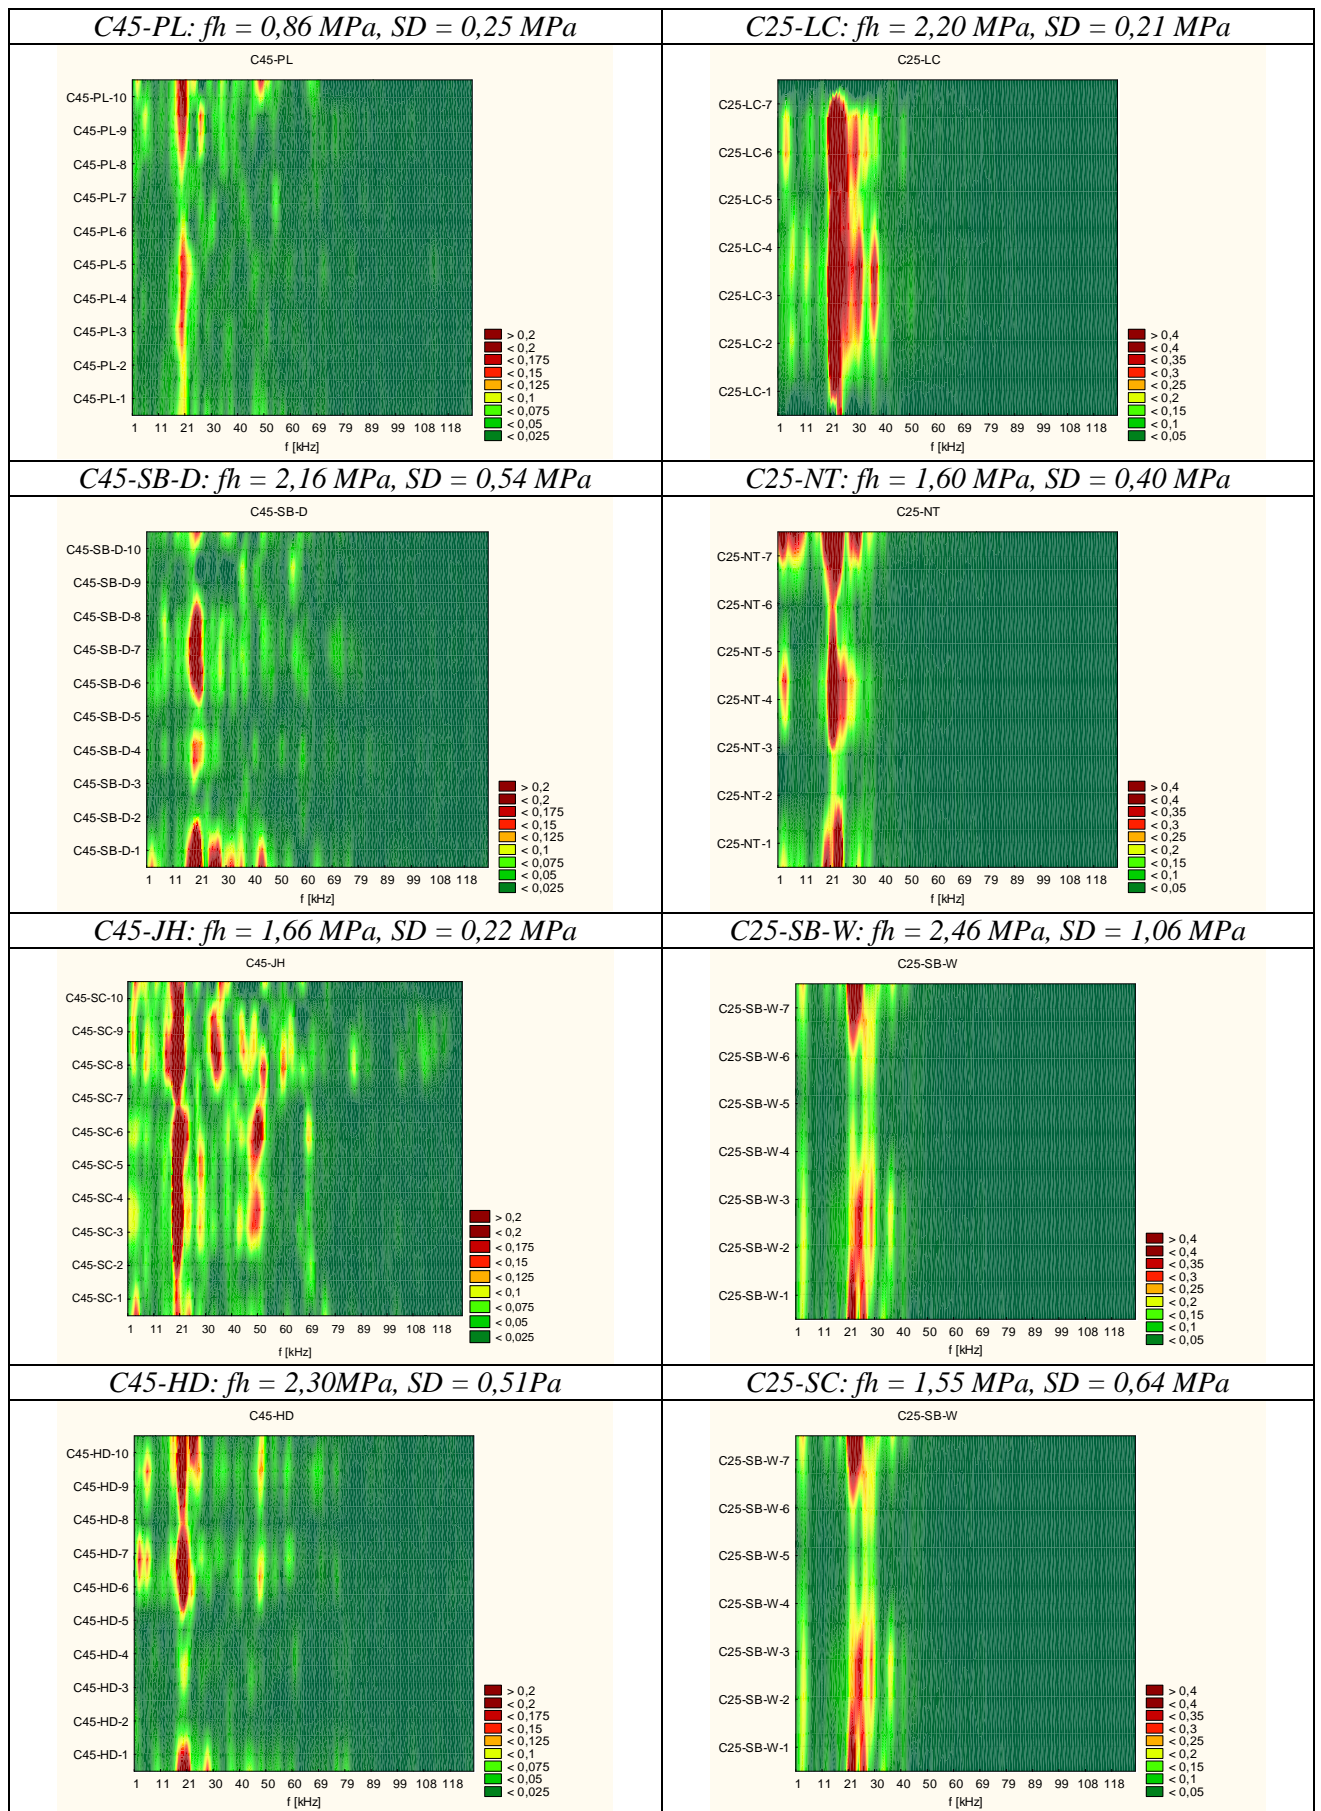 C45-PL: fh = 0,86 MPa, SD = 0,25 MPa
C45-PL
C45-PL-10
C45-PL-9
C45-PL-8
C45-PL-7
C45-PL-6
C45-PL-5
C45-PL-4
C45-PL-3
C45-PL-2
C45-PL-1
1 11 21 30 40 50 60 69 79 89 99 108 118
f [kHz]
> 0,2
< 0,2
< 0,175
< 0,15
< 0,125
< 0,1
< 0,075
< 0,05
< 0,025
C25-LC: fh = 2,20 MPa, SD = 0,21 MPa
C25-LC
C25-LC-7
C25-LC-6
C25-LC-5
C25-LC-4
C25-LC-3
C25-LC-2
C25-LC-1
1 11 21 30 40 50 60 69 79 89 99 108 118
f [kHz]
> 0,4
< 0,4
< 0,35
< 0,3
< 0,25
< 0,2
< 0,15
< 0,1
< 0,05
C45-SB-D: fh = 2,16 MPa, SD = 0,54 MPa
C45-SB-D
C45-SB-D-10
C45-SB-D-9
C45-SB-D-8
C45-SB-D-7
C45-SB-D-6
C45-SB-D-5
C45-SB-D-4
C45-SB-D-3
C45-SB-D-2
C45-SB-D-1
1 11 21 30 40 50 60 69 79 89 99 108 118
f [kHz]
> 0,2
< 0,2
< 0,175
< 0,15
< 0,125
< 0,1
< 0,075
< 0,05
< 0,025
C25-NT: fh = 1,60 MPa, SD = 0,40 MPa
C25-NT
C25-NT-7
C25-NT-6
C25-NT-5
C25-NT-4
C25-NT-3
C25-NT-2
C25-NT-1
1 11 21 30 40 50 60 69 79 89 99 108 118
f [kHz]
> 0,4
< 0,4
< 0,35
< 0,3
< 0,25
< 0,2
< 0,15
< 0,1
< 0,05
C45-JH: fh = 1,66 MPa, SD = 0,22 MPa
C45-JH
C45-SC-10
C45-SC-9
C45-SC-8
C45-SC-7
C45-SC-6
C45-SC-5
C45-SC-4
C45-SC-3
C45-SC-2
C45-SC-1
1 11 21 30 40 50 60 69 79 89 99 108 118
f [kHz]
> 0,2
< 0,2
< 0,175
< 0,15
< 0,125
< 0,1
< 0,075
< 0,05
< 0,025
C25-SB-W: fh = 2,46 MPa, SD = 1,06 MPa
C25-SB-W
C25-SB-W-7
C25-SB-W-6
C25-SB-W-5
C25-SB-W-4
C25-SB-W-3
C25-SB-W-2
C25-SB-W-1
1 11 21 30 40 50 60 69 79 89 99 108 118
f [kHz]
> 0,4
< 0,4
< 0,35
< 0,3
< 0,25
< 0,2
< 0,15
< 0,1
< 0,05
C45-HD: fh = 2,30MPa, SD = 0,51Pa
C45-HD
C45-HD-10
C45-HD-9
C45-HD-8
C45-HD-7
C45-HD-6
C45-HD-5
C45-HD-4
C45-HD-3
C45-HD-2
C45-HD-1
1 11 21 30 40 50 60 69 79 89 99 108 118
f [kHz]
> 0,2
< 0,2
< 0,175
< 0,15
< 0,125
< 0,1
< 0,075
< 0,05
< 0,025
C25-SC: fh = 1,55 MPa, SD = 0,64 MPa
C25-SB-W
C25-SB-W-7
C25-SB-W-6
C25-SB-W-5
C25-SB-W-4
C25-SB-W-3
C25-SB-W-2
C25-SB-W-1
1 11 21 30 40 50 60 69 79 89 99 108 118
f [kHz]
> 0,4
< 0,4
< 0,35
< 0,3
< 0,25
< 0,2
< 0,15
< 0,1
< 0,05